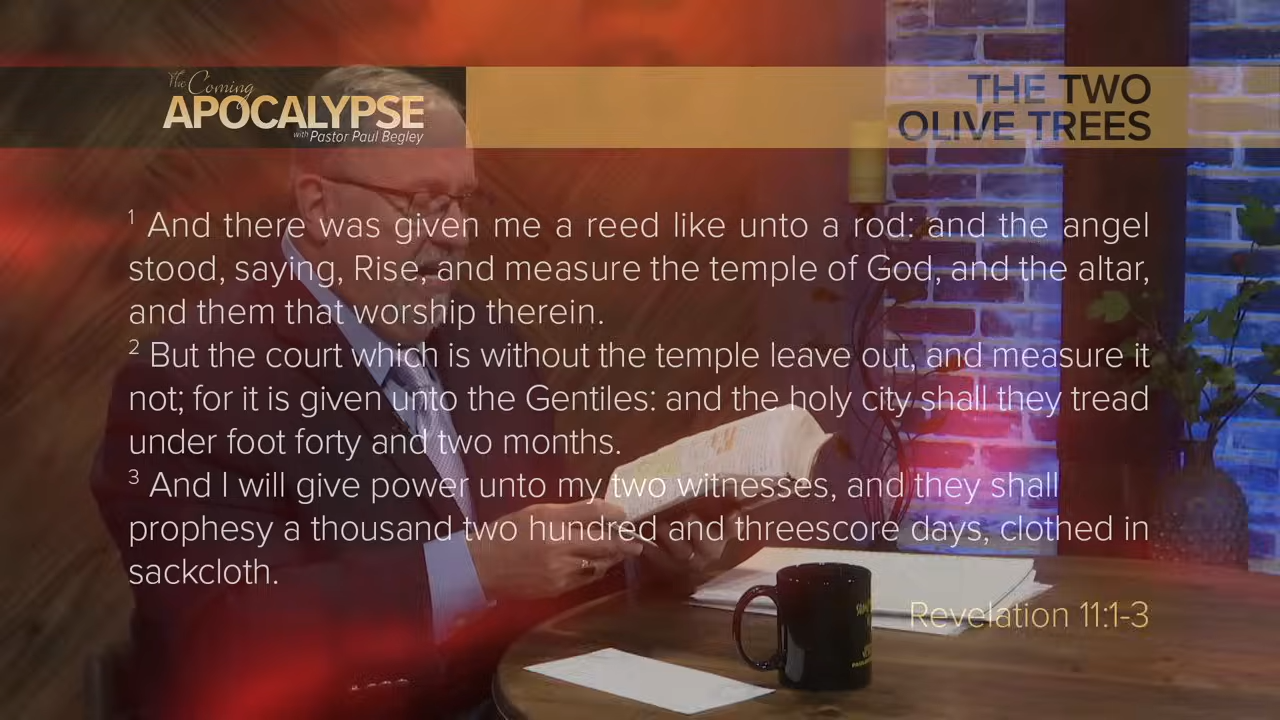 The Coming
APOCALYPSE
with Pastor Paul Begley
THE TWO
OLIVE TREES
1 And there was given me a reed like unto a rod: and the angel
stood, saying, Rise, and measure the temple of God, and the altar,
and them that worship therein.
2 But the court which is without the temple leave out, and measure it
not; for it is given unto the Gentiles: and the holy city shall they tread
under foot forty and two months.
3 And I will give power unto my two witnesses, and they shall
prophesy a thousand two hundred and threescore days, clothed in
sackcloth.
Revelation 11:1-3